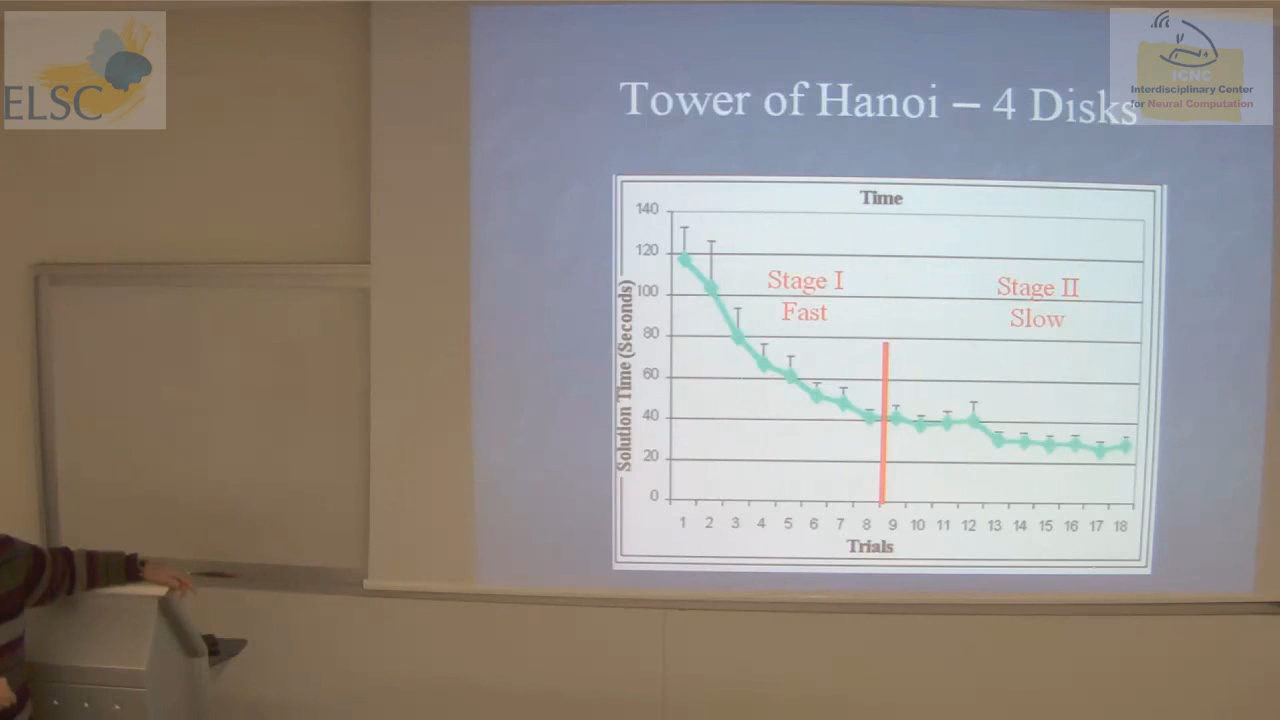 ELSC
ICNC
Interdisciplinary Center
for Neural Computation
Tower of Hanoi – 4 Disks
Time
Solution Time (Seconds)
140
120
100
80
60
40
20
0
Stage I
Fast
Stage II
Slow
1 2 3 4 5 6 7 8 9 10 11 12 13 14 15 16 17 18
Trials